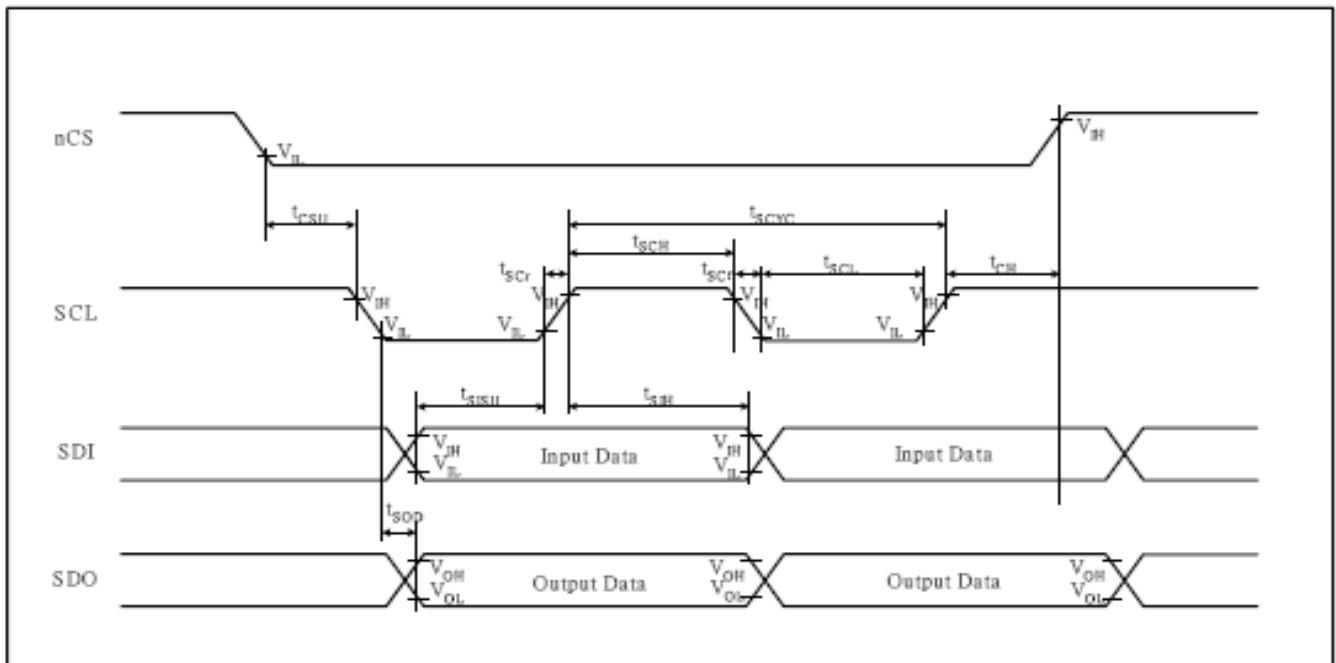 nCS
V_IL
V_IH
t_CSU
t_SCYC
t_SCH
t_SCr
t_SCf
t_SCL
t_CH
SCL
V_IH
V_IH
V_IH
V_IH
V_IL
V_IL
V_IL
V_IL
t_SISU
t_SIH
SDI
V_IH
V_IL
Input Data
V_IH
V_IL
Input Data
t_SOD
SDO
V_OH
V_OL
Output Data
V_OH
V_OL
Output Data
V_OH
V_OL